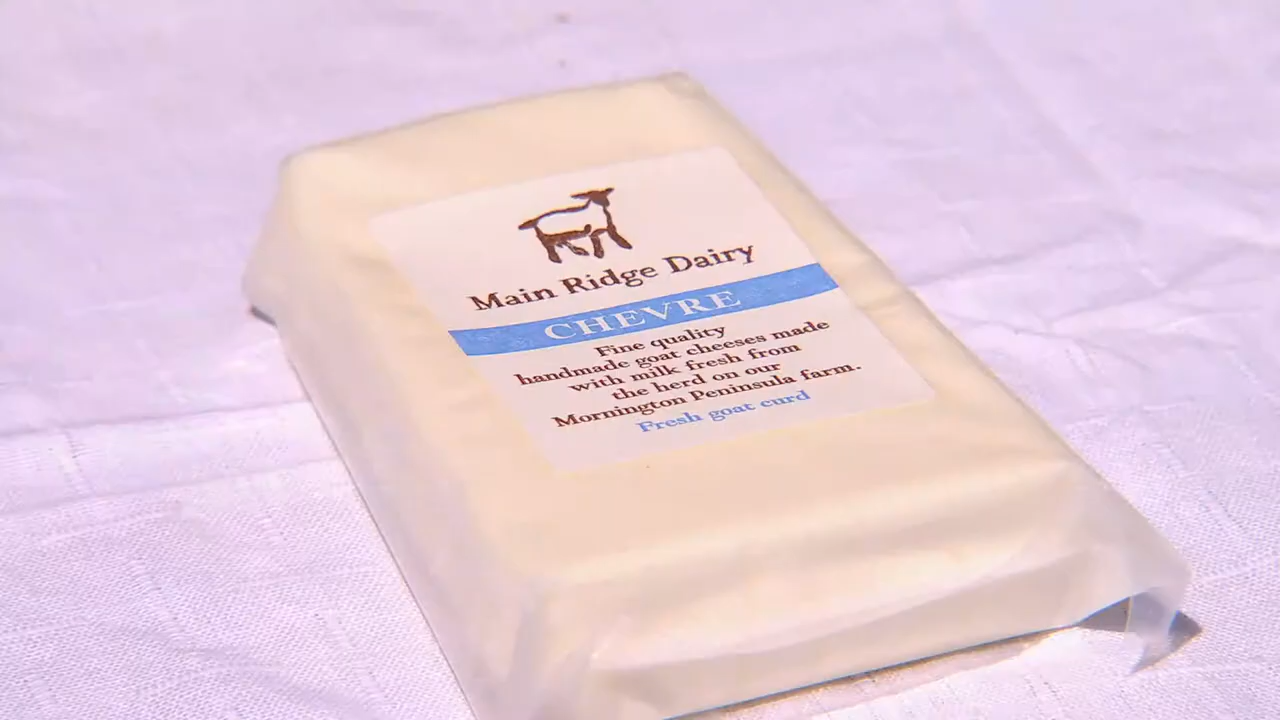 Main Ridge Dairy
CHEVRE
Fine quality
handmade goat cheeses made
with milk fresh from
the herd on our
Mornington Peninsula farm.
Fresh goat curd